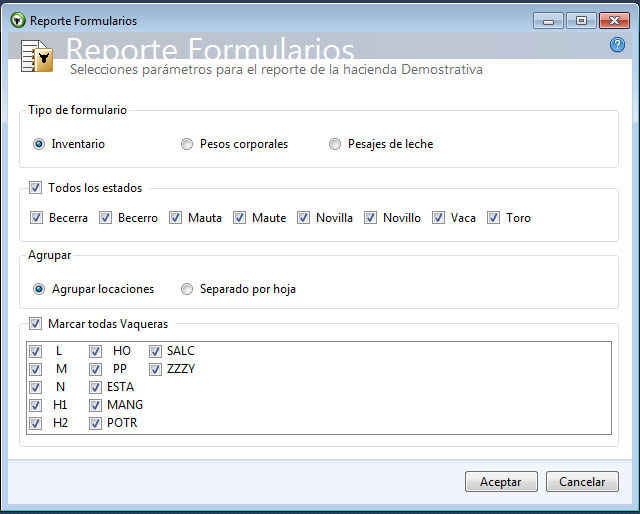 Reporte Formularios
Reporte Formularios
Selecciones parámetros para el reporte de la hacienda Demostrativa
Tipo de formulario
Inventario Pesos corporales Pesajes de leche
Todos los estados
Becerra Becerro Mauta Maute Novilla Novillo Vaca Toro
Agrupar
Agrupar locaciones Separado por hoja
Marcar todas Vaqueras
L HO SALC
M PP ZZZY
N ESTA
H1 MANG
H2 POTR
Aceptar Cancelar